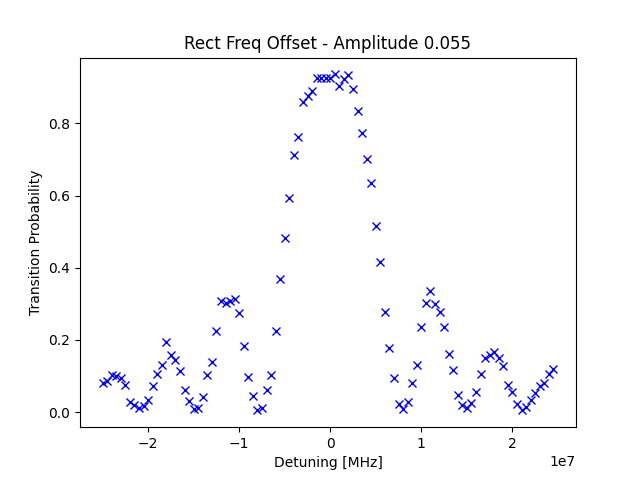 Rect Freq Offset - Amplitude 0.055
Transition Probability
0.8
0.6
0.4
0.2
0.0
−2
−1
0
1
2
1e7
Detuning [MHz]